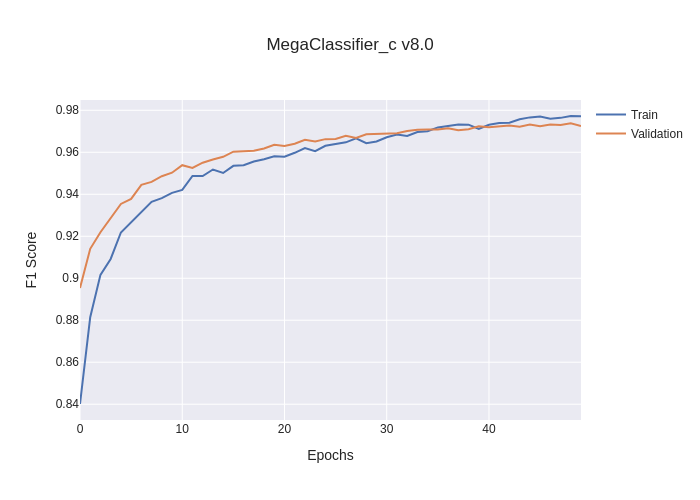 MegaClassifier_c v8.0
0.98
0.96
0.94
0.92
0.9
0.88
0.86
0.84
F1 Score
0
10
20
30
40
Epochs
Train
Validation